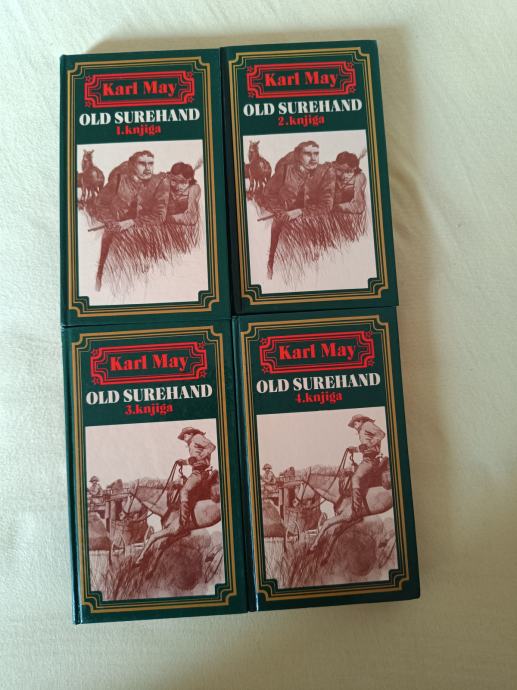 Karl May
OLD SUREHAND
1.knjiga
Karl May
OLD SUREHAND
2.knjiga
Karl May
OLD SUREHAND
3.knjiga
Karl May
OLD SUREHAND
4.knjiga